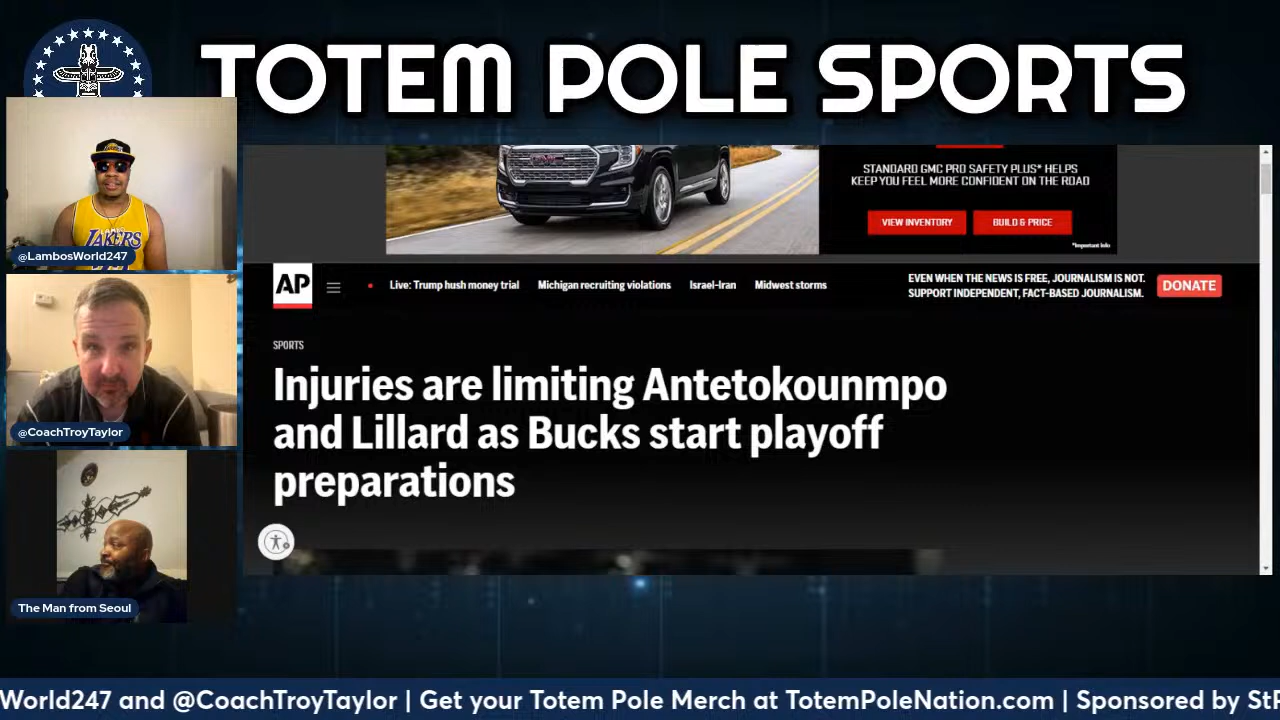 TOTEM POLE SPORTS
LAKERS
@LambosWorld247
@CoachTroyTaylor
The Man from Seoul
GMC
STANDARD GMC PRO SAFETY PLUS* HELPS
KEEP YOU FEEL MORE CONFIDENT ON THE ROAD
VIEW INVENTORY
BUILD & PRICE
*Important Info
AP
Live: Trump hush money trial
Michigan recruiting violations
Israel-Iran
Midwest storms
EVEN WHEN THE NEWS IS FREE, JOURNALISM IS NOT.
SUPPORT INDEPENDENT, FACT-BASED JOURNALISM.
DONATE
SPORTS
Injuries are limiting Antetokounmpo
and Lillard as Bucks start playoff
preparations
World247 and @CoachTroyTaylor | Get your Totem Pole Merch at TotemPoleNation.com | Sponsored by